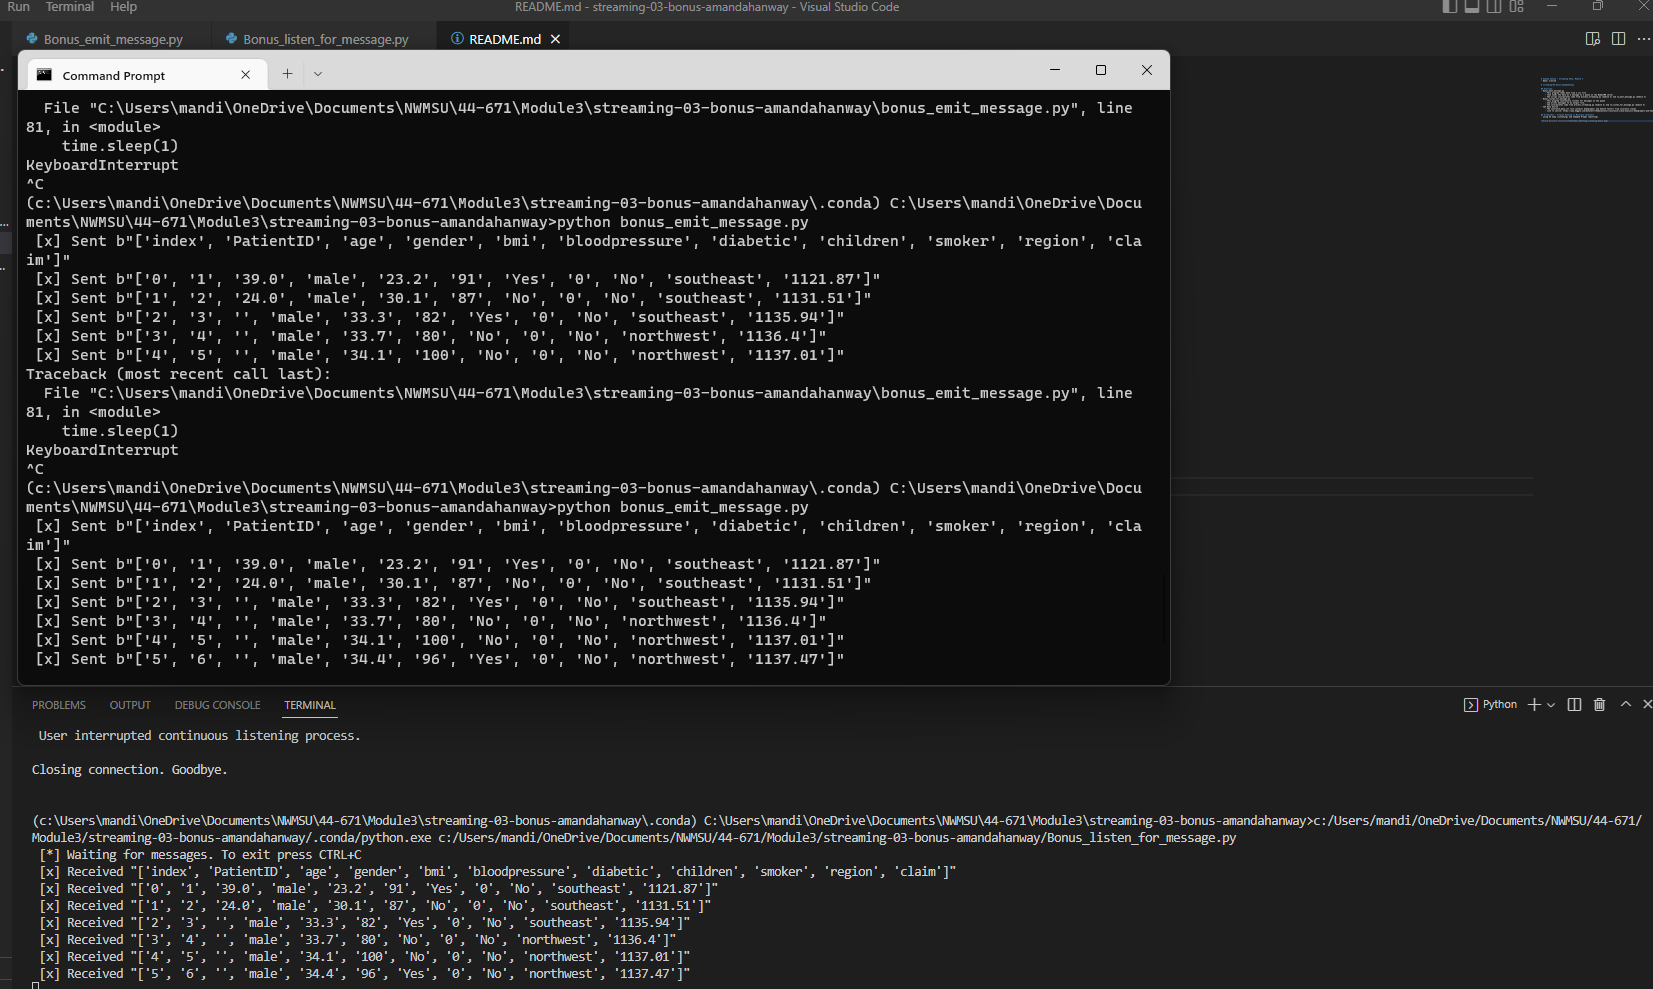 Run Terminal Help README.md - streaming-03-bonus-amandahanway - Visual Studio Code
Bonus_emit_message.py Bonus_listen_for_message.py README.md
Command Prompt
File "C:\Users\mandi\OneDrive\Documents\NWMSU\44-671\Module3\streaming-03-bonus-amandahanway\bonus_emit_message.py", line
81, in <module>
time.sleep(1)
KeyboardInterrupt
^C
(c:\Users\mandi\OneDrive\Documents\NWMSU\44-671\Module3\streaming-03-bonus-amandahanway\.conda) C:\Users\mandi\OneDrive\Docu
ments\NWMSU\44-671\Module3\streaming-03-bonus-amandahanway>python bonus_emit_message.py
[x] Sent b"['index', 'PatientID', 'age', 'gender', 'bmi', 'bloodpressure', 'diabetic', 'children', 'smoker', 'region', 'cla
im']"
[x] Sent b"['0', '1', '39.0', 'male', '23.2', '91', 'Yes', '0', 'No', 'southeast', '1121.87']"
[x] Sent b"['1', '2', '24.0', 'male', '30.1', '87', 'No', '0', 'No', 'southeast', '1131.51']"
[x] Sent b"['2', '3', '', 'male', '33.3', '82', 'Yes', '0', 'No', 'southeast', '1135.94']"
[x] Sent b"['3', '4', '', 'male', '33.7', '80', 'No', '0', 'No', 'northwest', '1136.4']"
[x] Sent b"['4', '5', '', 'male', '34.1', '100', 'No', '0', 'No', 'northwest', '1137.01']"
Traceback (most recent call last):
File "C:\Users\mandi\OneDrive\Documents\NWMSU\44-671\Module3\streaming-03-bonus-amandahanway\bonus_emit_message.py", line
81, in <module>
time.sleep(1)
KeyboardInterrupt
^C
(c:\Users\mandi\OneDrive\Documents\NWMSU\44-671\Module3\streaming-03-bonus-amandahanway\.conda) C:\Users\mandi\OneDrive\Docu
ments\NWMSU\44-671\Module3\streaming-03-bonus-amandahanway>python bonus_emit_message.py
[x] Sent b"['index', 'PatientID', 'age', 'gender', 'bmi', 'bloodpressure', 'diabetic', 'children', 'smoker', 'region', 'cla
im']"
[x] Sent b"['0', '1', '39.0', 'male', '23.2', '91', 'Yes', '0', 'No', 'southeast', '1121.87']"
[x] Sent b"['1', '2', '24.0', 'male', '30.1', '87', 'No', '0', 'No', 'southeast', '1131.51']"
[x] Sent b"['2', '3', '', 'male', '33.3', '82', 'Yes', '0', 'No', 'southeast', '1135.94']"
[x] Sent b"['3', '4', '', 'male', '33.7', '80', 'No', '0', 'No', 'northwest', '1136.4']"
[x] Sent b"['4', '5', '', 'male', '34.1', '100', 'No', '0', 'No', 'northwest', '1137.01']"
[x] Sent b"['5', '6', '', 'male', '34.4', '96', 'Yes', '0', 'No', 'northwest', '1137.47']"
PROBLEMS OUTPUT DEBUG CONSOLE TERMINAL Python
User interrupted continuous listening process.
Closing connection. Goodbye.
(c:\Users\mandi\OneDrive\Documents\NWMSU\44-671\Module3\streaming-03-bonus-amandahanway\.conda) C:\Users\mandi\OneDrive\Documents\NWMSU\44-671\Module3\streaming-03-bonus-amandahanway>c:/Users/mandi/OneDrive/Documents/NWMSU/44-671/
Module3/streaming-03-bonus-amandahanway/.conda/python.exe c:/Users/mandi/OneDrive/Documents/NWMSU/44-671/Module3/streaming-03-bonus-amandahanway/Bonus_listen_for_message.py
[*] Waiting for messages. To exit press CTRL+C
[x] Received "['index', 'PatientID', 'age', 'gender', 'bmi', 'bloodpressure', 'diabetic', 'children', 'smoker', 'region', 'claim']"
[x] Received "['0', '1', '39.0', 'male', '23.2', '91', 'Yes', '0', 'No', 'southeast', '1121.87']"
[x] Received "['1', '2', '24.0', 'male', '30.1', '87', 'No', '0', 'No', 'southeast', '1131.51']"
[x] Received "['2', '3', '', 'male', '33.3', '82', 'Yes', '0', 'No', 'southeast', '1135.94']"
[x] Received "['3', '4', '', 'male', '33.7', '80', 'No', '0', 'No', 'northwest', '1136.4']"
[x] Received "['4', '5', '', 'male', '34.1', '100', 'No', '0', 'No', 'northwest', '1137.01']"
[x] Received "['5', '6', '', 'male', '34.4', '96', 'Yes', '0', 'No', 'northwest', '1137.47']"